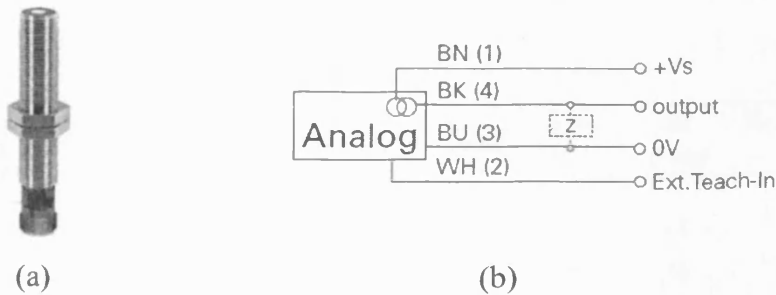 BN (1)
+Vs
BK (4)
output
Analog
Z
BU (3)
0V
WH (2)
Ext.Teach-In
(a)
(b)